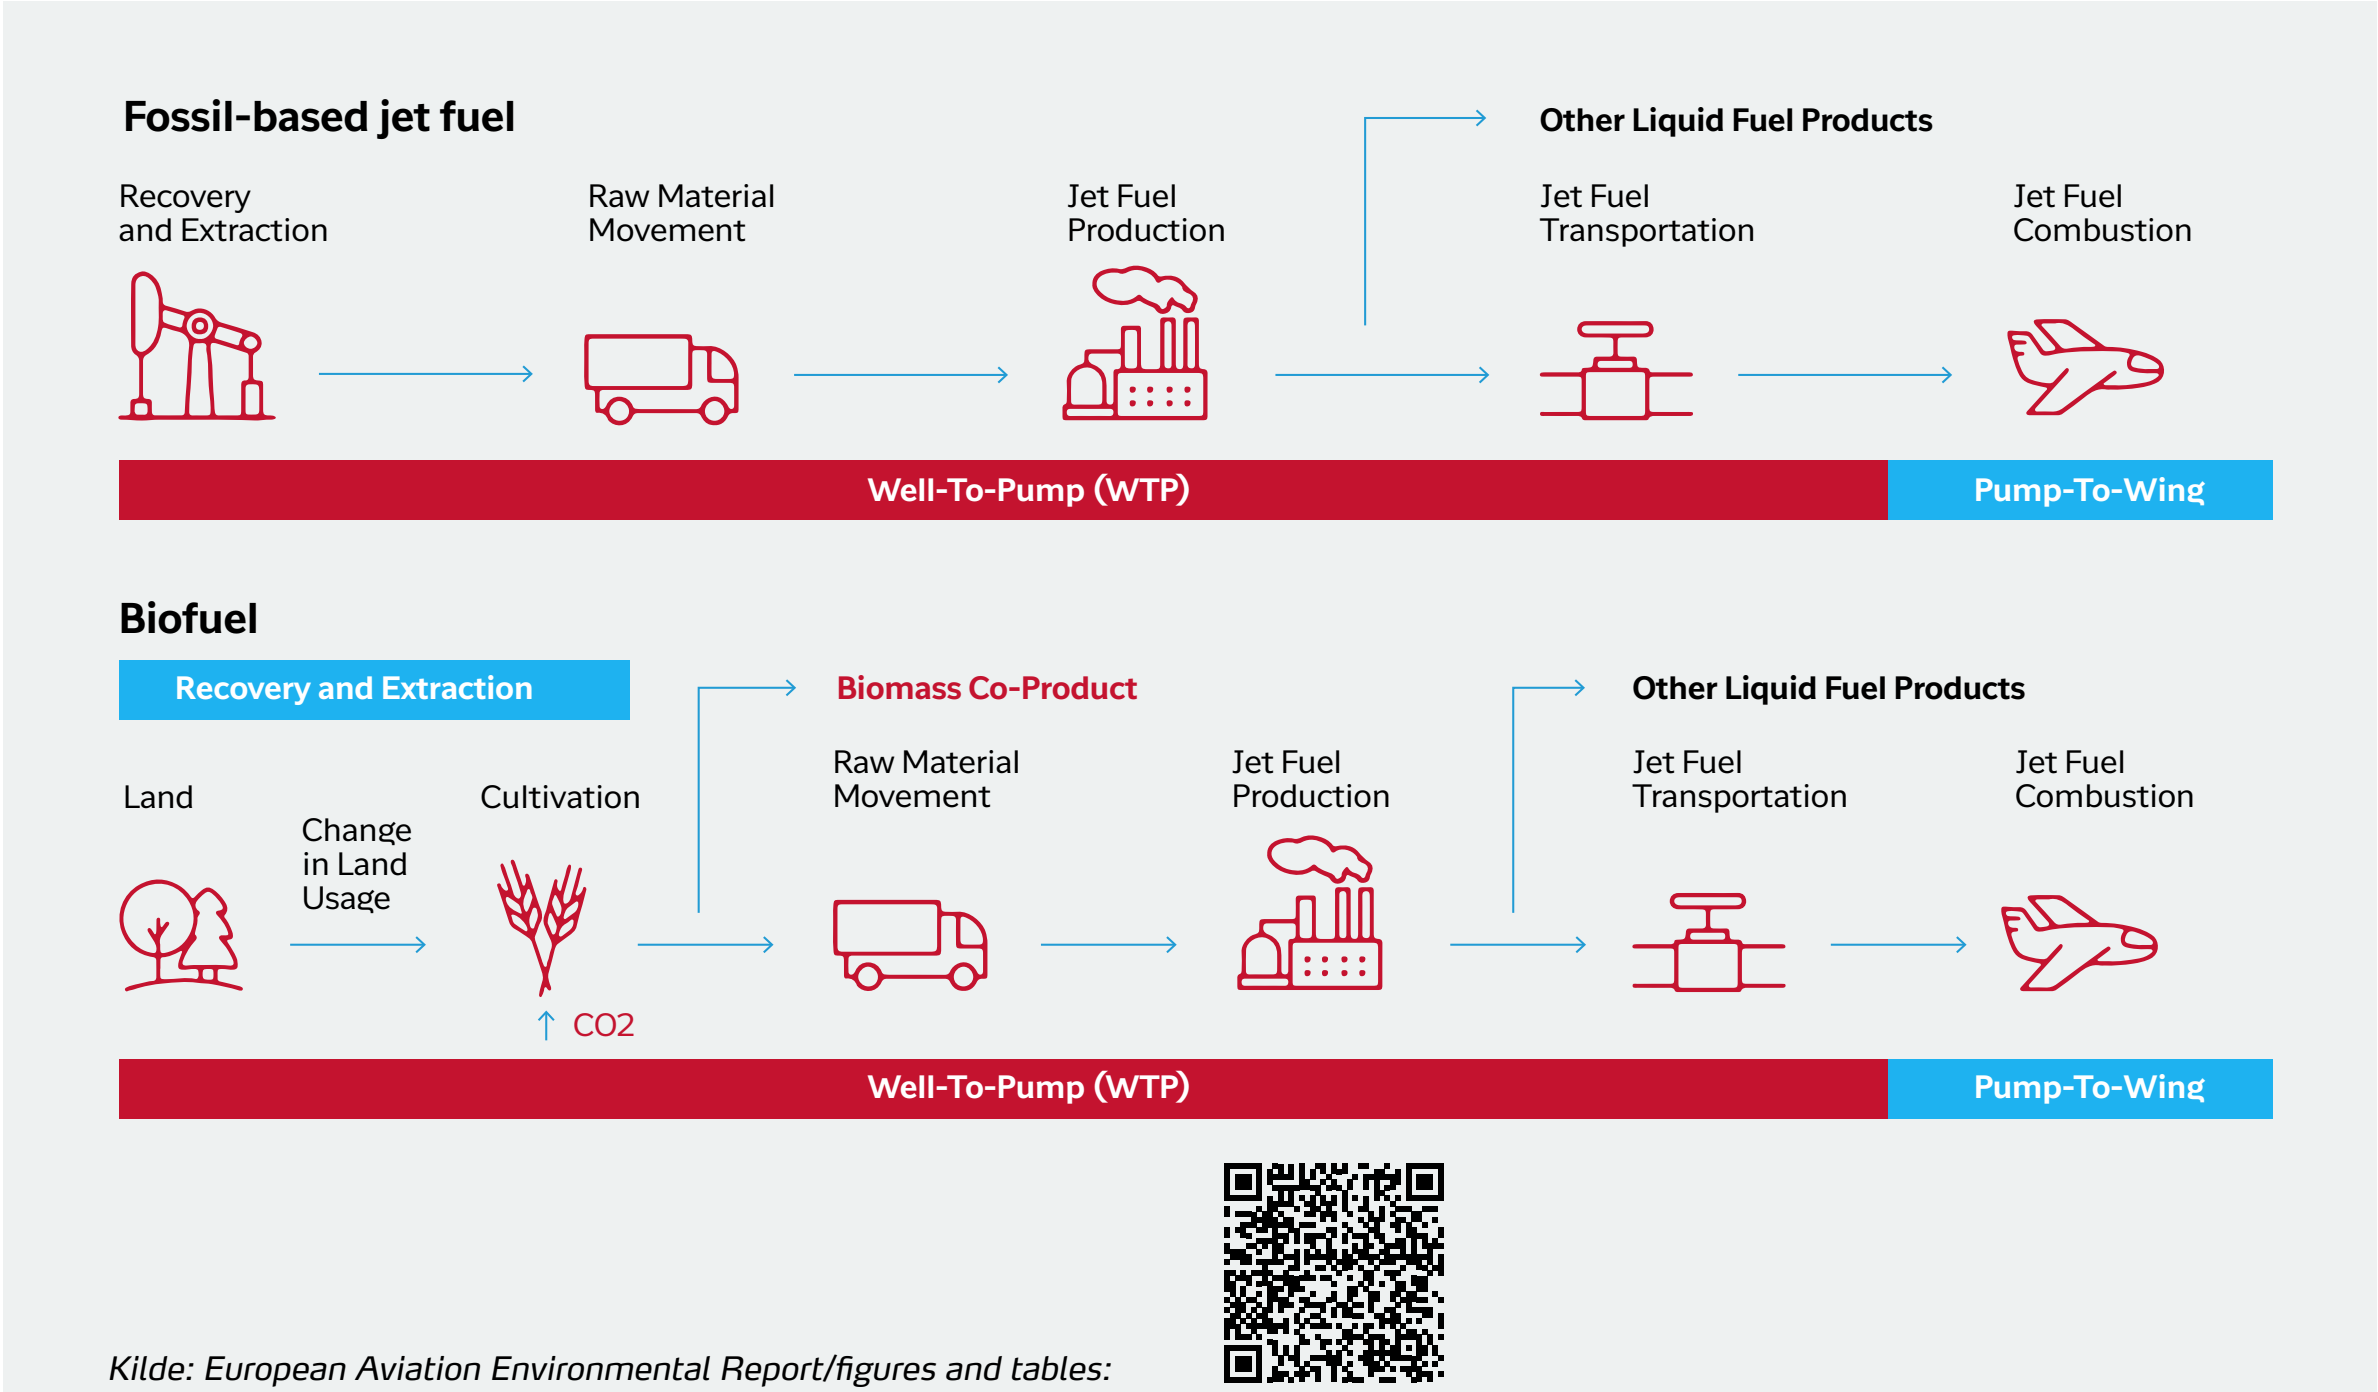 Fossil-based jet fuel
Other Liquid Fuel Products
Recovery
and Extraction
Raw Material
Movement
Jet Fuel
Production
Jet Fuel
Transportation
Jet Fuel
Combustion
Well-To-Pump (WTP)
Pump-To-Wing
Biofuel
Recovery and Extraction
Biomass Co-Product
Other Liquid Fuel Products
Land
Change
in Land
Usage
Cultivation
Raw Material
Movement
Jet Fuel
Production
Jet Fuel
Transportation
Jet Fuel
Combustion
CO2
Well-To-Pump (WTP)
Pump-To-Wing
Kilde: European Aviation Environmental Report/figures and tables: